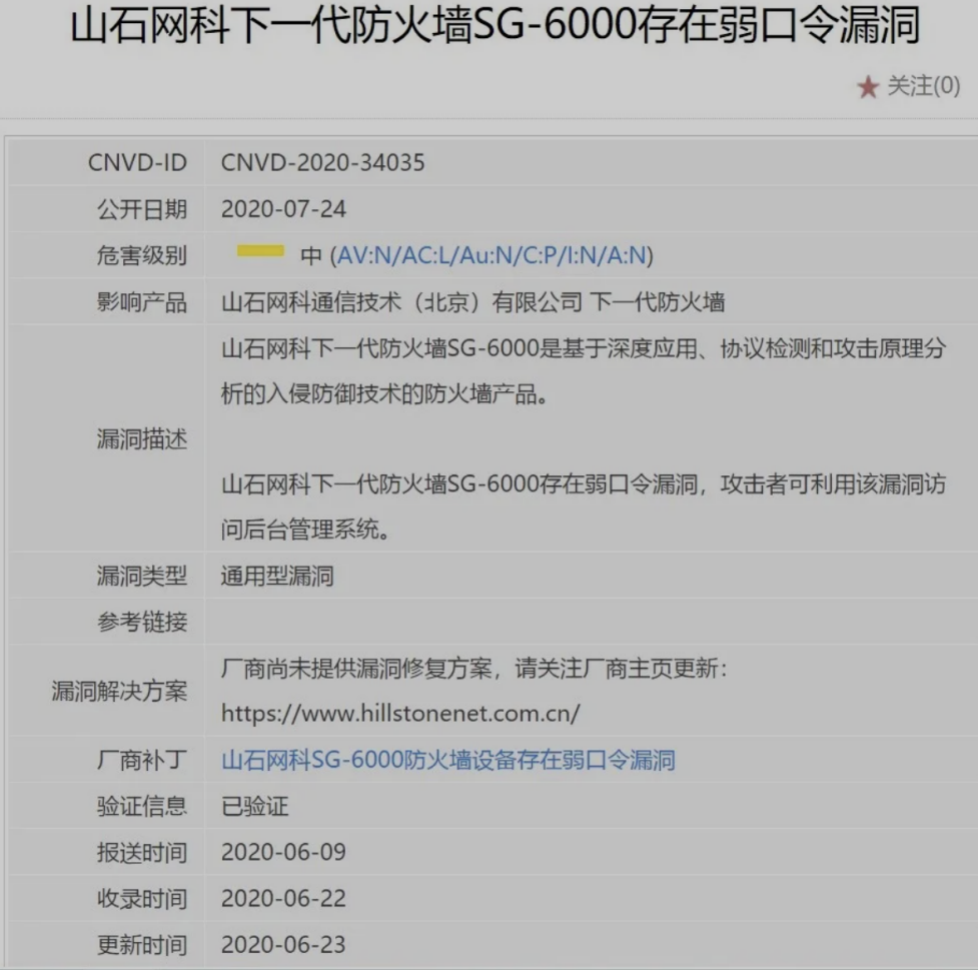 山石网科下一代防火墙SG-6000存在弱口令漏洞
关注(0)
CNVD-ID CNVD-2020-34035
公开日期 2020-07-24
危害级别 中 (AV:N/AC:L/Au:N/C:P/I:N/A:N)
影响产品 山石网科通信技术（北京）有限公司 下一代防火墙
漏洞描述
山石网科下一代防火墙SG-6000是基于深度应用、协议检测和攻击原理分
析的入侵防御技术的防火墙产品。
山石网科下一代防火墙SG-6000存在弱口令漏洞，攻击者可利用该漏洞访
问后台管理系统。
漏洞类型 通用型漏洞
参考链接
漏洞解决方案
厂商尚未提供漏洞修复方案，请关注厂商主页更新：
https://www.hillstonenet.com.cn/
厂商补丁 山石网科SG-6000防火墙设备存在弱口令漏洞
验证信息 已验证
报送时间 2020-06-09
收录时间 2020-06-22
更新时间 2020-06-23